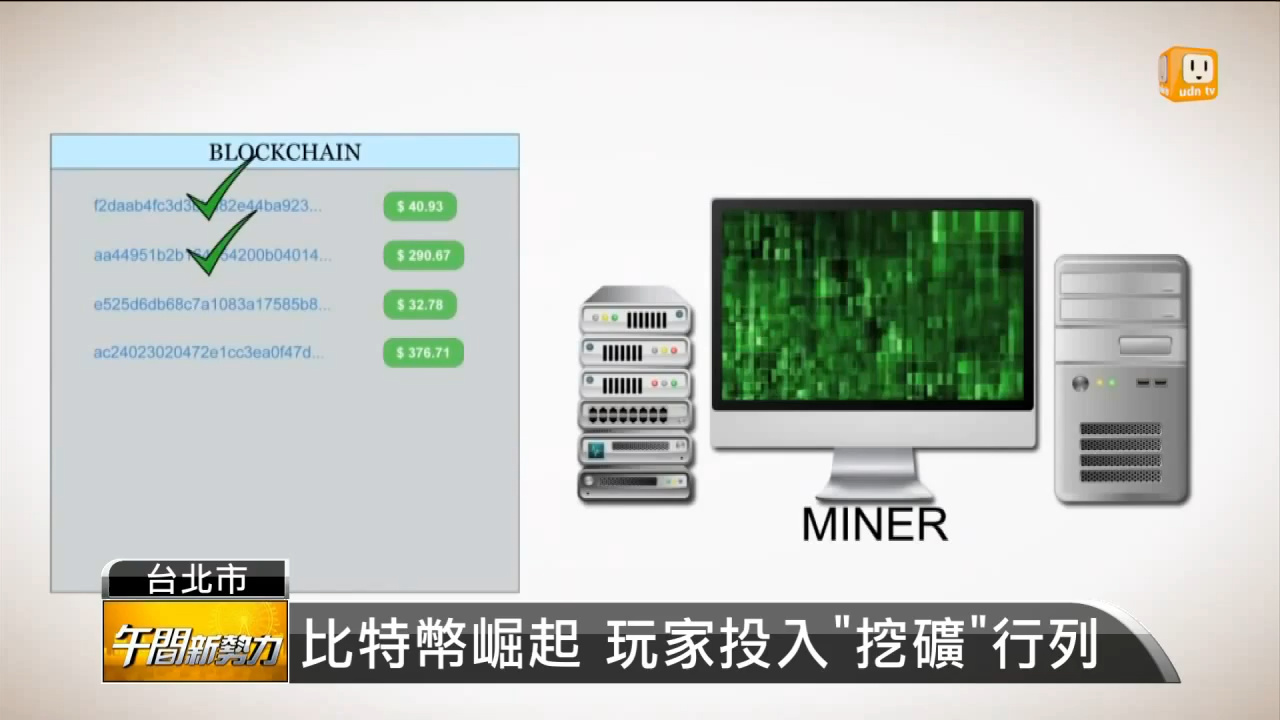 udn tv
BLOCKCHAIN
aa44951b2b164354200b04014...
$ 40.93
$ 290.67
e525d6db68c7a1083a17585b8...
$ 32.78
ac24023020472e1cc3ea0f47d...
$ 376.71
MINER
台北市
午間新勢力
比特幣崛起 玩家投入"挖礦"行列